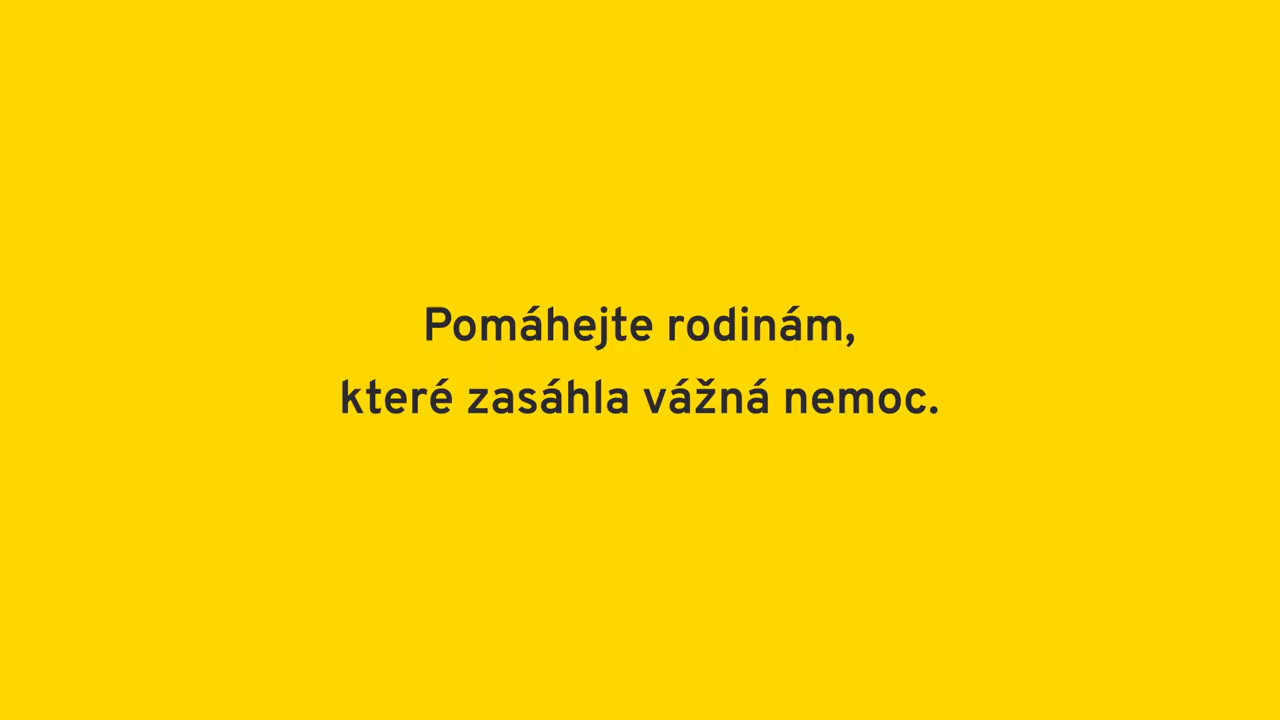 Pomáhejte rodinám,
které zasáhla vážná nemoc.